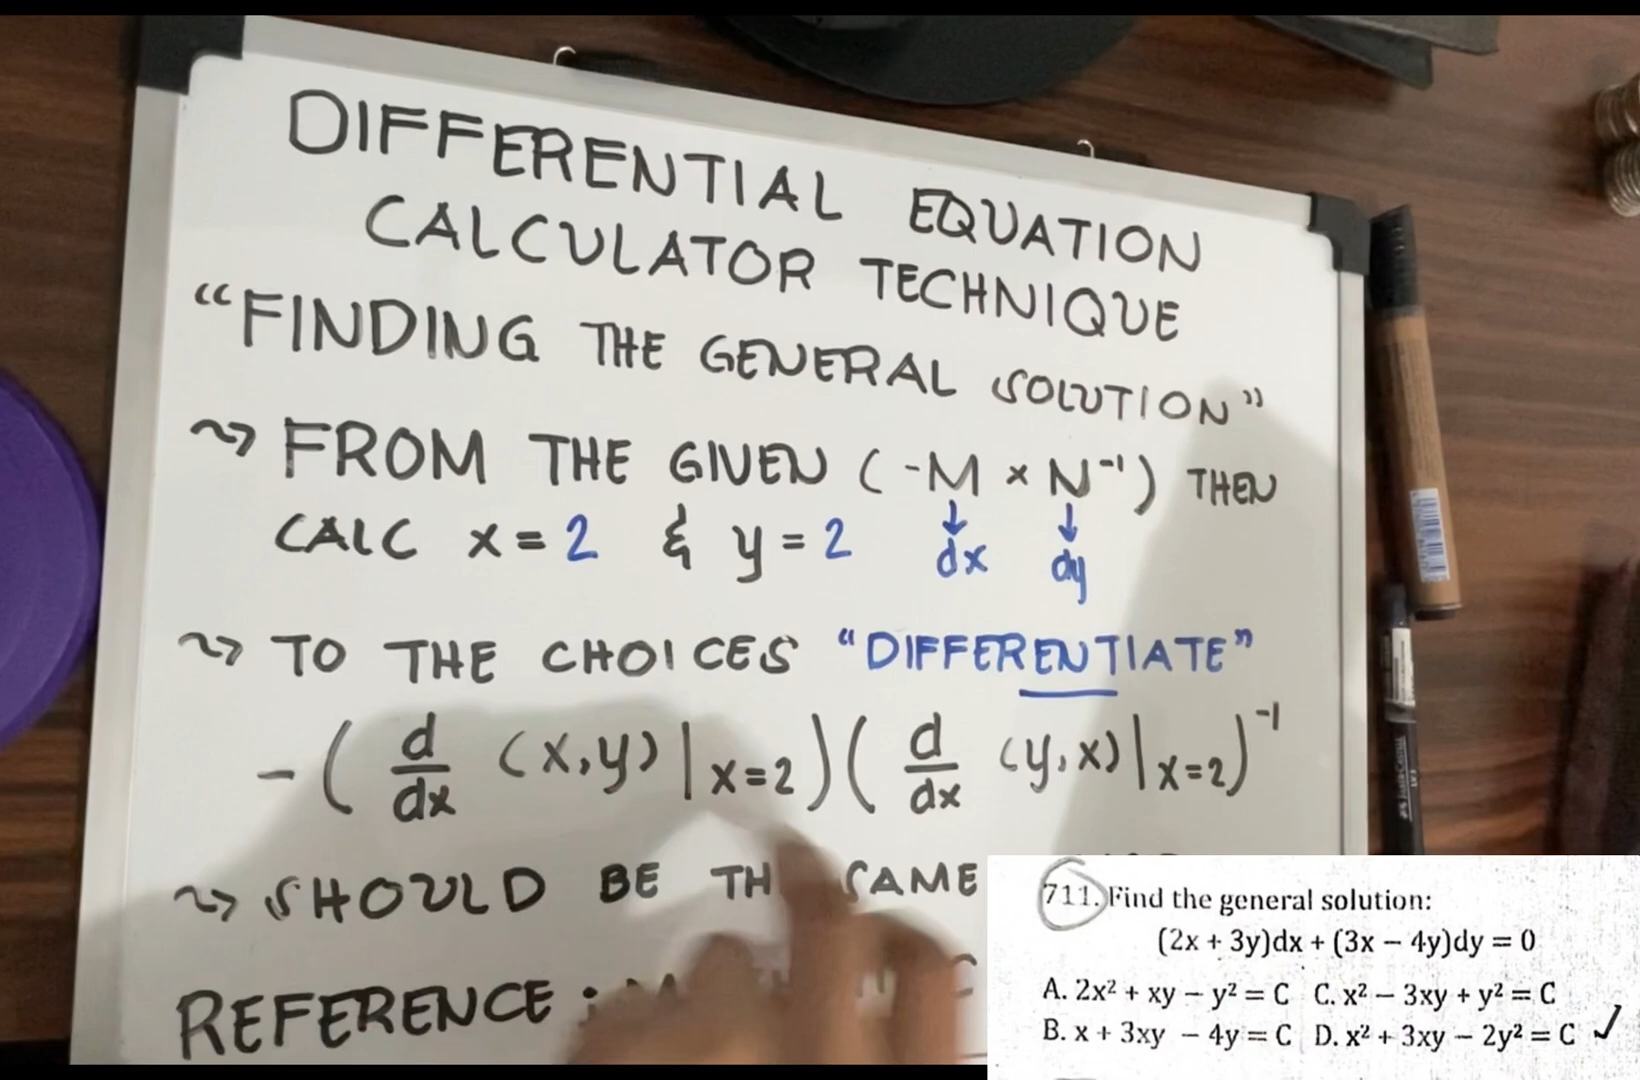 DIFFERENTIAL EQUATION
CALCULATOR TECHNIQUE
"FINDING THE GENERAL SOLUTION"
~> FROM THE GIVEN (-M × N⁻¹) THEN
CALC x = 2 & y = 2 ↓ ↓
dx dy
~> TO THE CHOICES "DIFFERENTIATE"
-( d/dx (x,y)|x=2)( d/dx (y,x)|x=2)⁻¹
~> SHOULD BE TH SAME
REFERENCE :
711. Find the general solution:
(2x + 3y)dx + (3x − 4y)dy = 0
A. 2x² + xy − y² = C C. x² − 3xy + y² = C
B. x + 3xy − 4y = C D. x² + 3xy − 2y² = C ✓